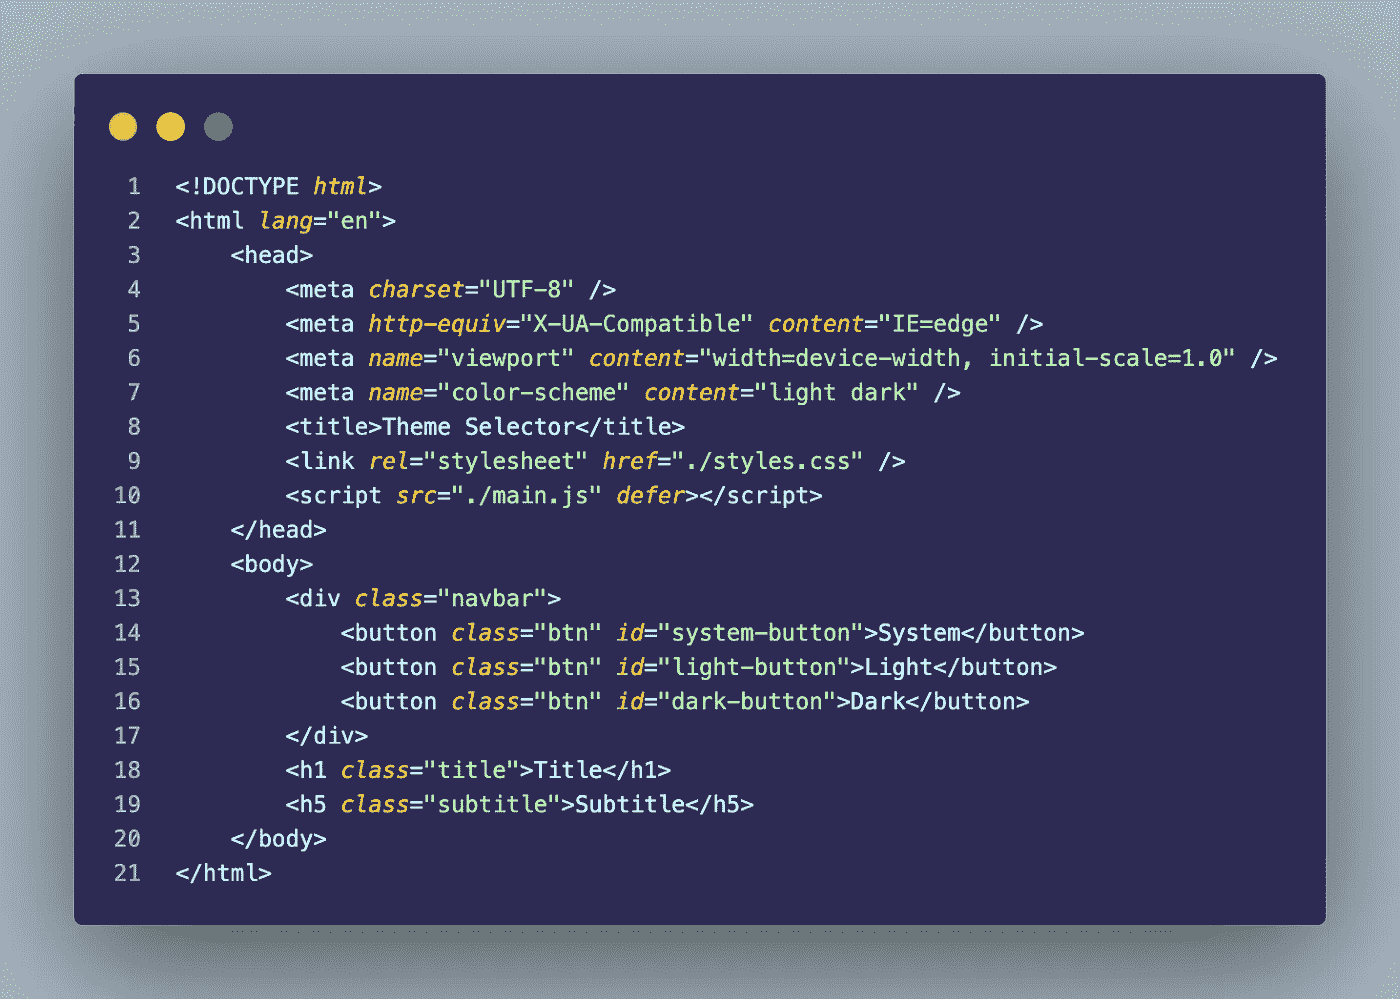 1 <!DOCTYPE html>
2 <html lang="en">
3     <head>
4         <meta charset="UTF-8" />
5         <meta http-equiv="X-UA-Compatible" content="IE=edge" />
6         <meta name="viewport" content="width=device-width, initial-scale=1.0" />
7         <meta name="color-scheme" content="light dark" />
8         <title>Theme Selector</title>
9         <link rel="stylesheet" href="./styles.css" />
10         <script src="./main.js" defer></script>
11     </head>
12     <body>
13         <div class="navbar">
14             <button class="btn" id="system-button">System</button>
15             <button class="btn" id="light-button">Light</button>
16             <button class="btn" id="dark-button">Dark</button>
17         </div>
18         <h1 class="title">Title</h1>
19         <h5 class="subtitle">Subtitle</h5>
20     </body>
21 </html>